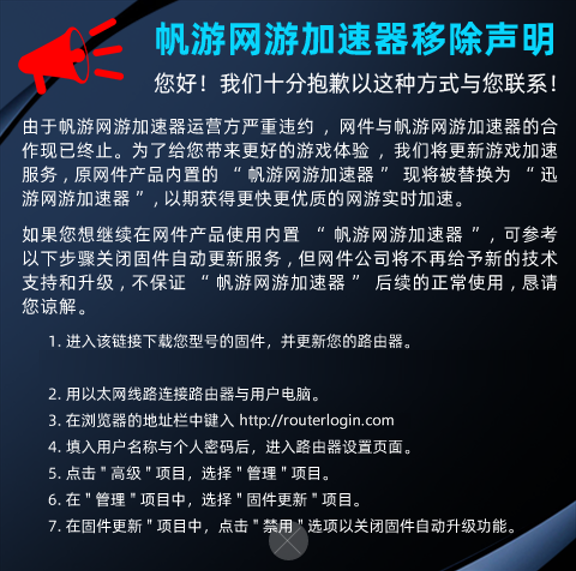 帆游网游加速器移除声明
您好！我们十分抱歉以这种方式与您联系！
由于帆游网游加速器运营方严重违约 ，网件与帆游网游加速器的合
作现已终止。为了给您带来更好的游戏体验 ，我们将更新游戏加速
服务 , 原网件产品内置的 “ 帆游网游加速器 ” 现将被替换为 “ 迅
游网游加速器 ” , 以期获得更快更优质的网游实时加速。
如果您想继续在网件产品使用内置 “ 帆游网游加速器 ” , 可参考
以下步骤关闭固件自动更新服务 , 但网件公司将不再给予新的技术
支持和升级 , 不保证 “ 帆游网游加速器 ” 后续的正常使用 , 恳请
您谅解。
1. 进入该链接下载您型号的固件，并更新您的路由器。
2. 用以太网线路连接路由器与用户电脑。
3. 在浏览器的地址栏中键入 http://routerlogin.com
4. 填入用户名称与个人密码后，进入路由器设置页面。
5. 点击 " 高级 " 项目，选择 " 管理 " 项目。
6. 在 " 管理 " 项目中，选择 " 固件更新 " 项目。
7. 在固件更新 " 项目中，点击 " 禁用 " 选项以关闭固件自动升级功能。